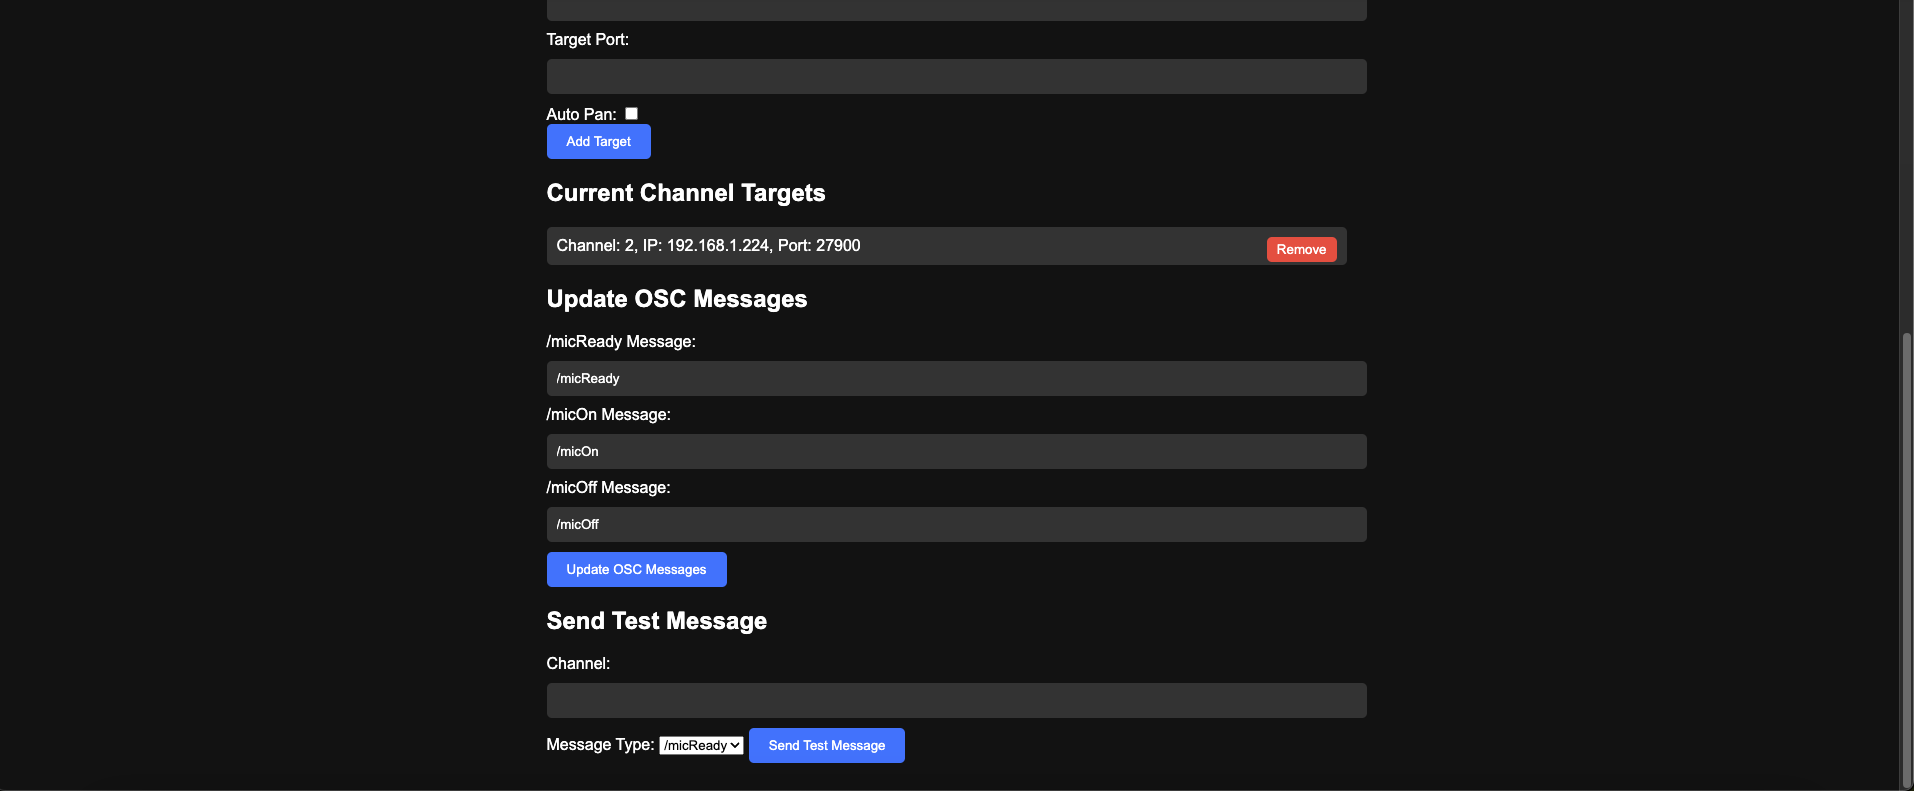 Target Port:
Auto Pan:
Add Target
Current Channel Targets
Channel: 2, IP: 192.168.1.224, Port: 27900
Remove
Update OSC Messages
/micReady Message:
/micReady
/micOn Message:
/micOn
/micOff Message:
/micOff
Update OSC Messages
Send Test Message
Channel:
Message Type: /micReady Send Test Message